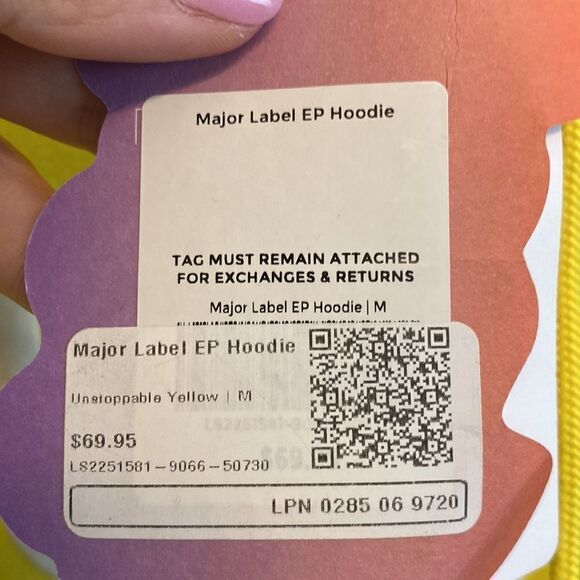 Major Label EP Hoodie
TAG MUST REMAIN ATTACHED
FOR EXCHANGES & RETURNS
Major Label EP Hoodie | M
Major Label EP Hoodie
Unstoppable Yellow | M
$69.95
LS2251581-9066-50730
LPN 0285 06 9720